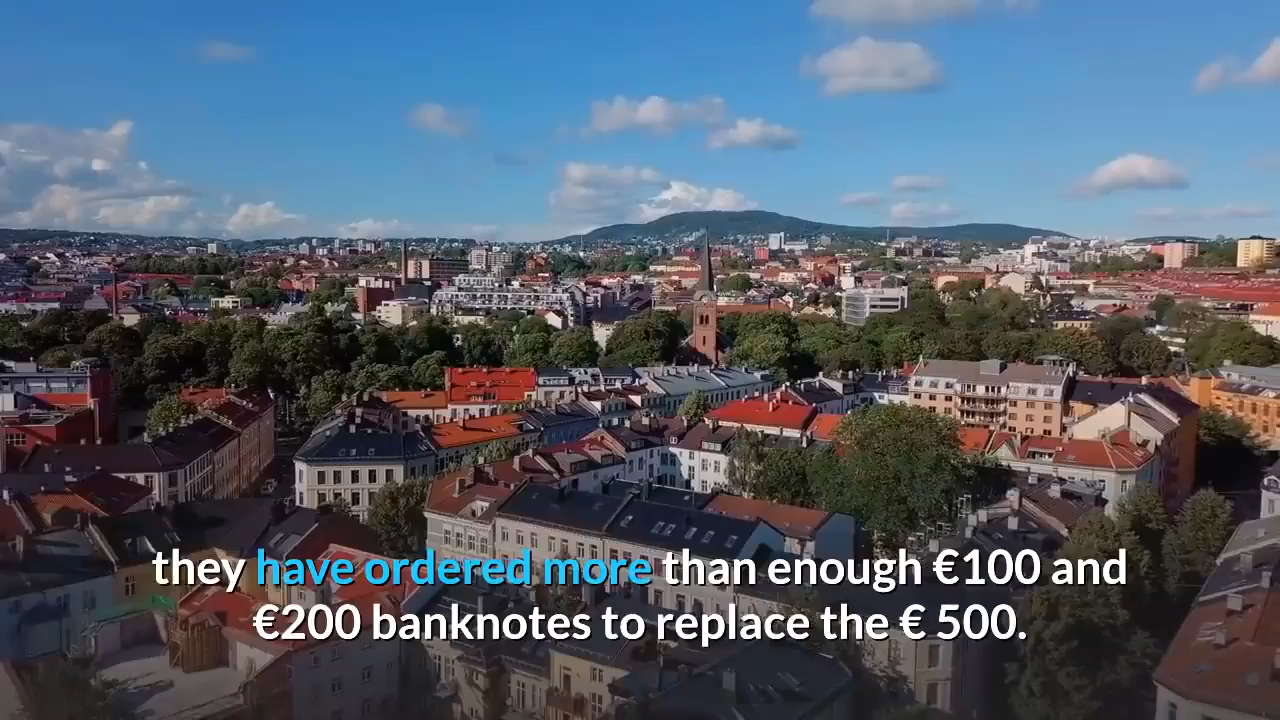 they have ordered more than enough €100 and
€200 banknotes to replace the € 500.